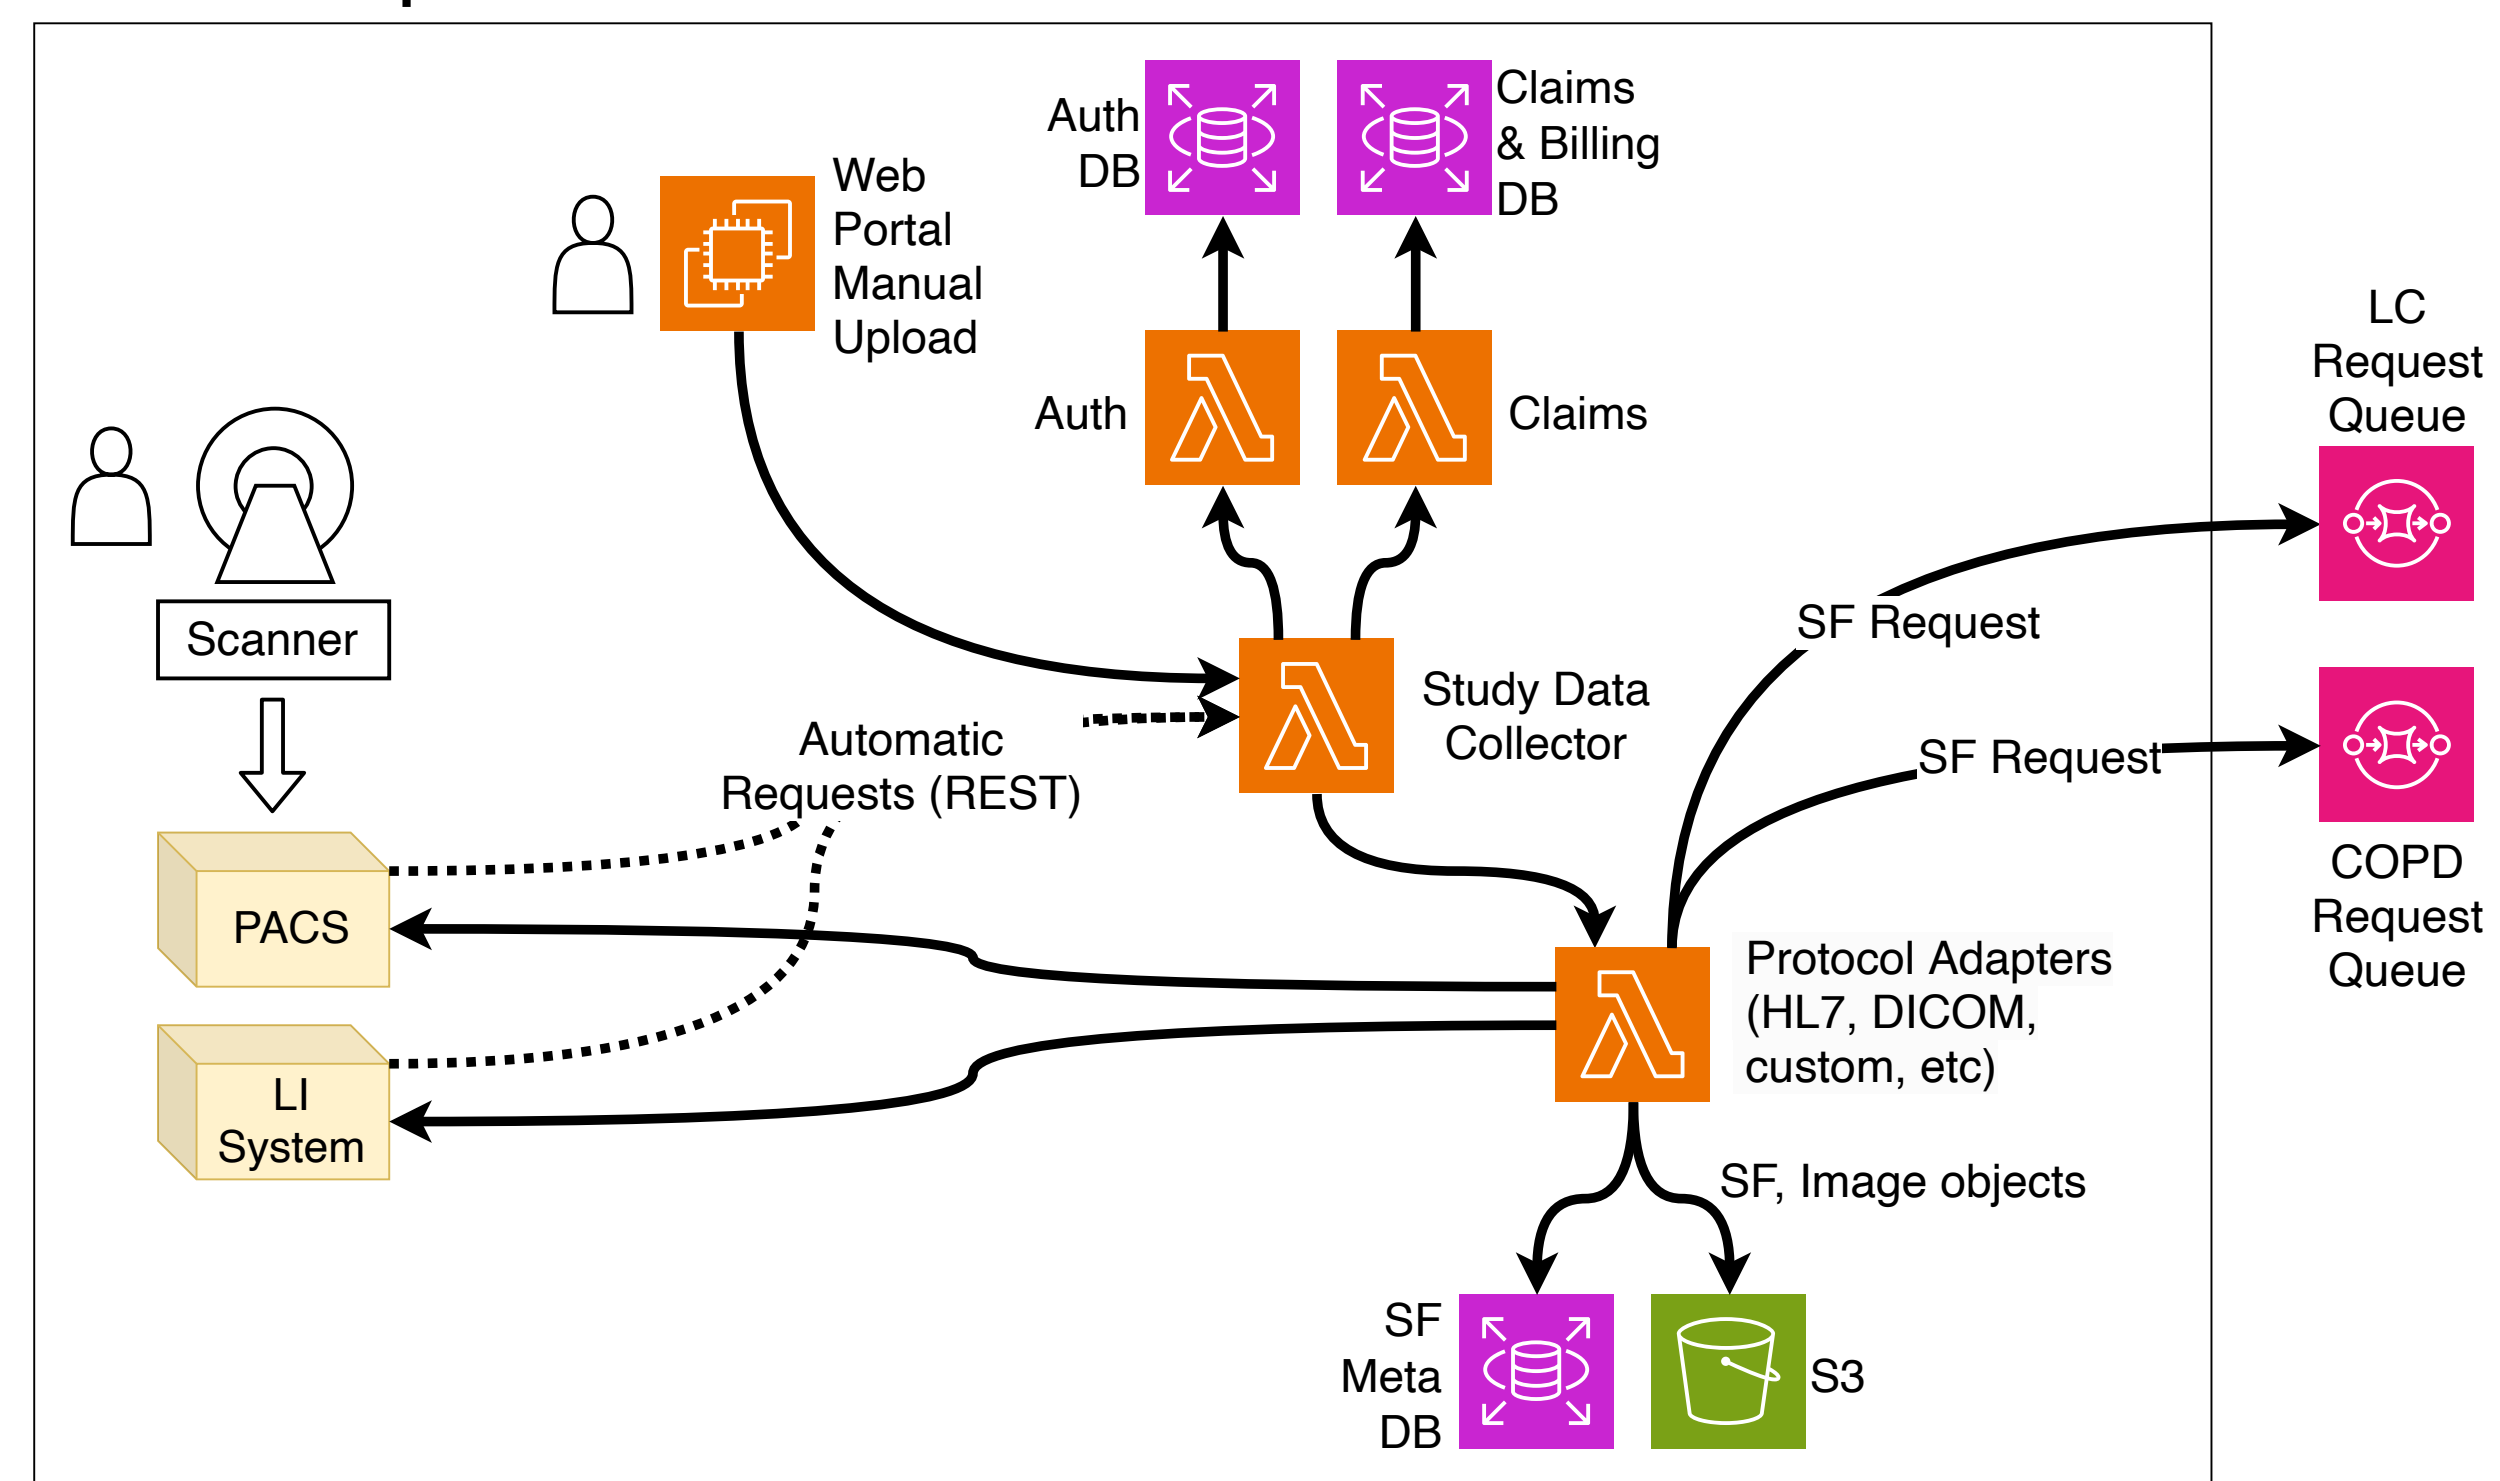 Auth
DB
Claims
& Billing
DB
Web
Portal
Manual
Upload
Auth
Claims
LC
Request
Queue
Scanner
SF Request
Study Data
Collector
Automatic
Requests (REST)
SF Request
COPD
Request
Queue
PACS
Protocol Adapters
(HL7, DICOM,
custom, etc)
LI
System
SF, Image objects
SF
Meta
DB
S3